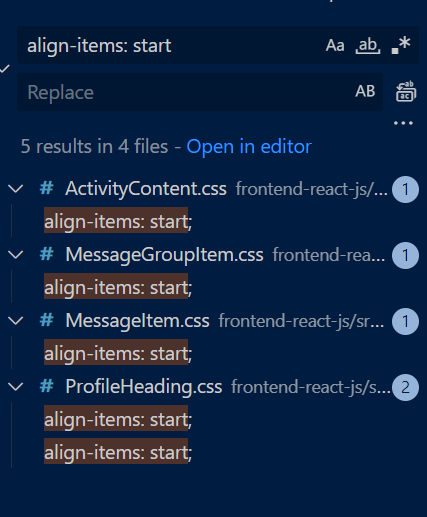 align-items: start Aa ab .*
Replace AB
...
5 results in 4 files - Open in editor
# ActivityContent.css frontend-react-js/... 1
align-items: start;
# MessageGroupItem.css frontend-rea... 1
align-items: start;
# MessageItem.css frontend-react-js/sr... 1
align-items: start;
# ProfileHeading.css frontend-react-js/s... 2
align-items: start;
align-items: start;